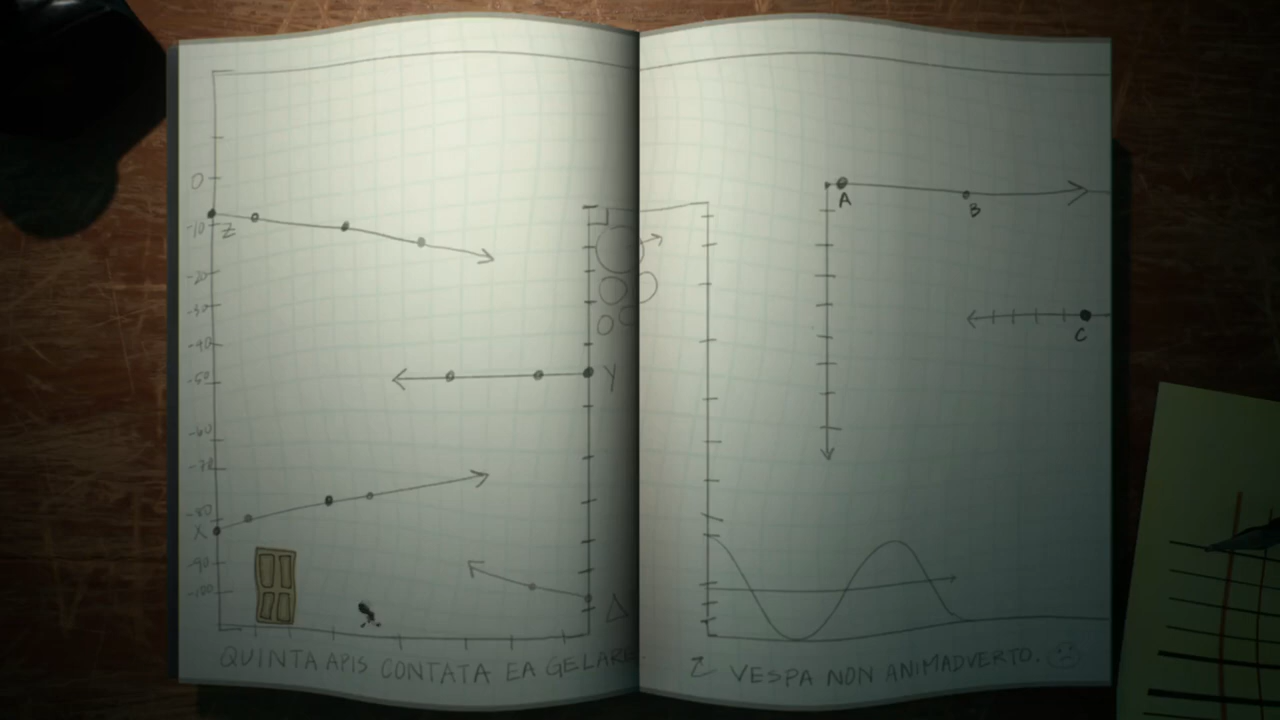 0
-10
Z
-20
-30
-40
-50
-60
-70
-80
X
-90
-100
Y
Δ
A
B
C
QUINTA APIS CONTATA EA GELARE
Z VESPA NON ANIMADVERTO.